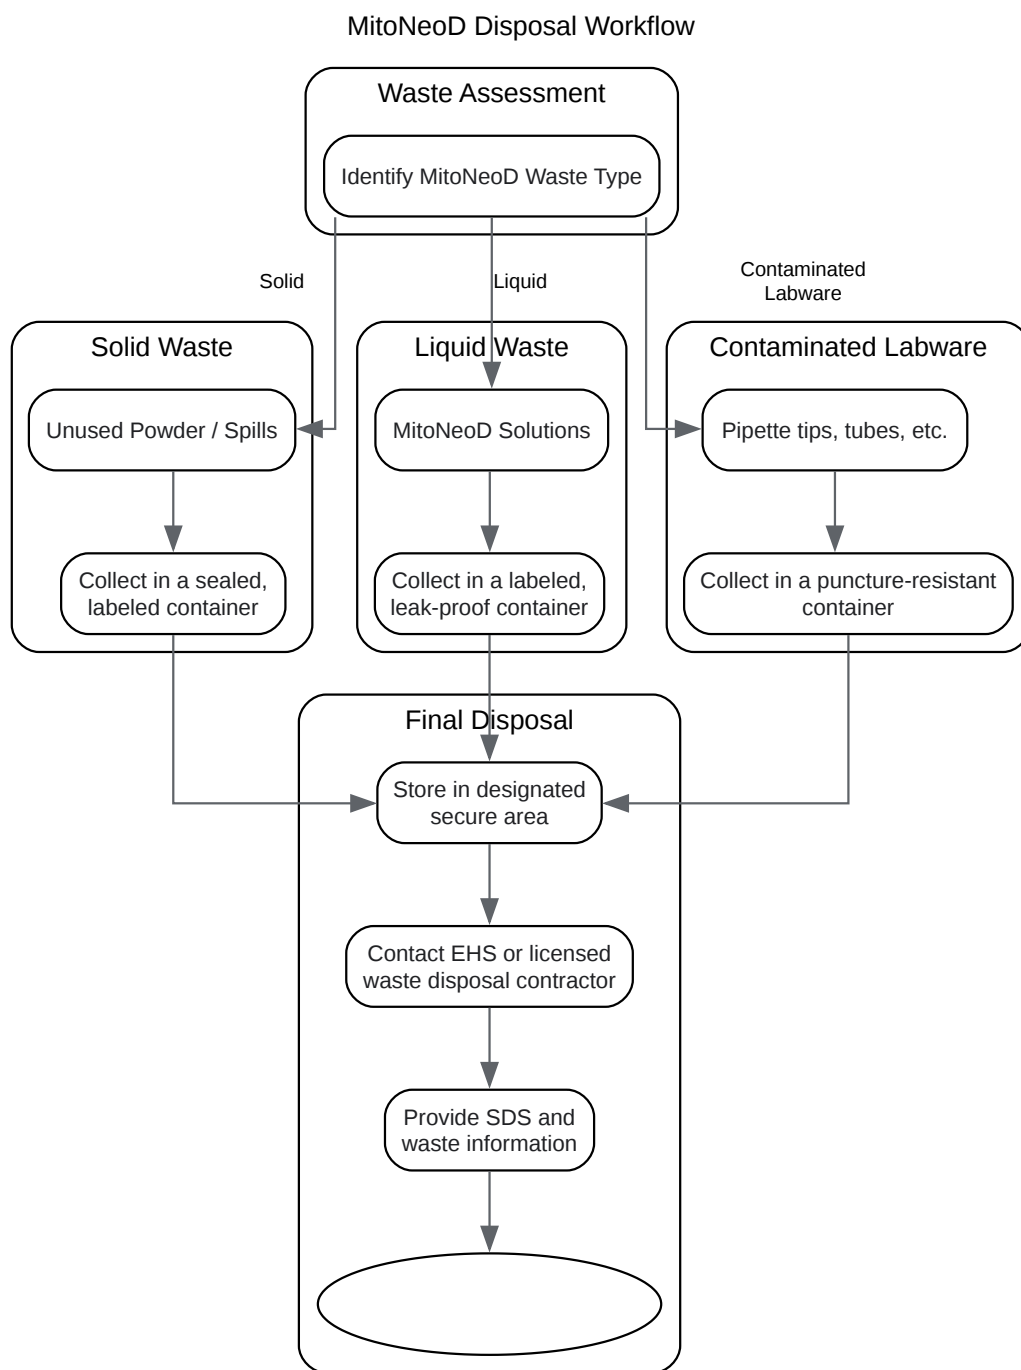 MitoNeoD Disposal Workflow
Waste Assessment
Identify MitoNeoD Waste Type
Solid
Liquid
Contaminated
Labware
Solid Waste
Unused Powder / Spills
Collect in a sealed,
labeled container
Liquid Waste
MitoNeoD Solutions
Collect in a labeled,
leak-proof container
Contaminated Labware
Pipette tips, tubes, etc.
Collect in a puncture-resistant
container
Final Disposal
Store in designated
secure area
Contact EHS or licensed
waste disposal contractor
Provide SDS and
waste information